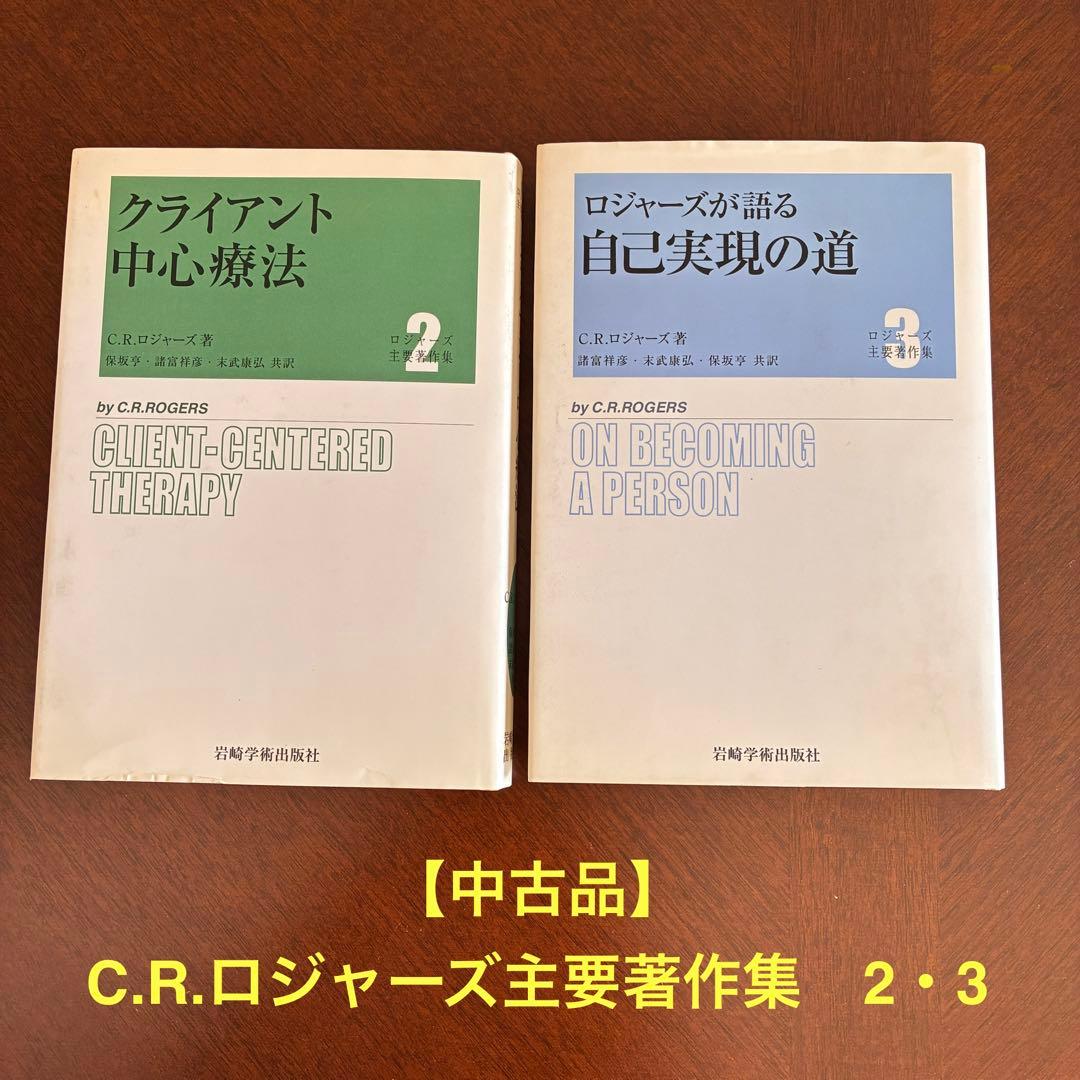 クライアント
中心療法
C.R.ロジャーズ著
保坂亨・諸富祥彦・末武康弘 共訳
2
ロジャーズ
主要著作集
by C.R.ROGERS
CLIENT-CENTERED
THERAPY
岩崎学術出版社
ロジャーズが語る
自己実現の道
C.R.ロジャーズ著
諸富祥彦・末武康弘・保坂亨 共訳
3
ロジャーズ
主要著作集
by C.R.ROGERS
ON BECOMING
A PERSON
岩崎学術出版社
【中古品】
C.R.ロジャーズ主要著作集 2・3